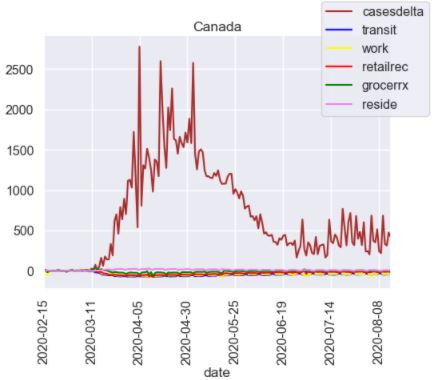 Canada
casesdelta
transit
work
retailrec
grocerrx
reside
2500
2000
1500
1000
500
0
2020-02-15
2020-03-11
2020-04-05
2020-04-30
2020-05-25
2020-06-19
2020-07-14
2020-08-08
date